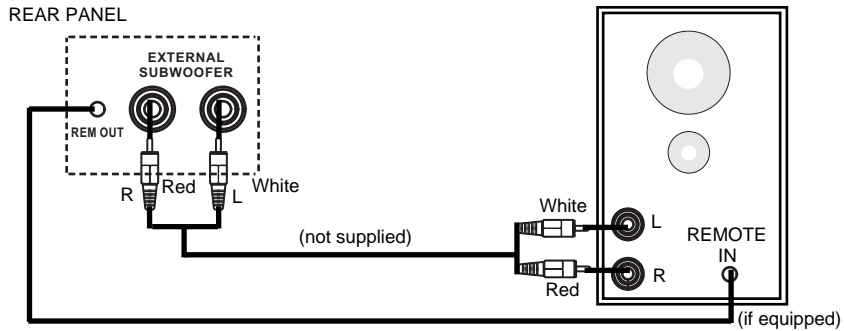 REAR PANEL
EXTERNAL
SUBWOOFER
REM OUT
R
Red
L
White
(not supplied)
White
L
Red
R
REMOTE
IN
(if equipped)